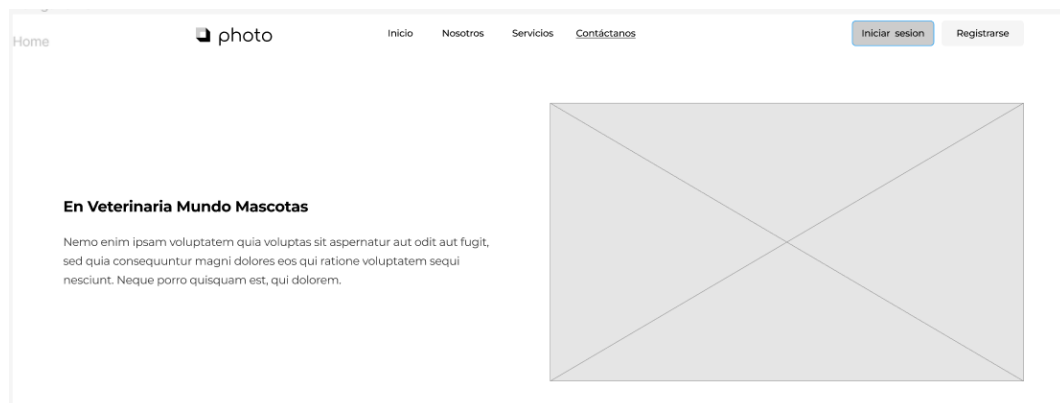 Home
photo
Inicio Nosotros Servicios Contáctanos
Iniciar sesion Registrarse
En Veterinaria Mundo Mascotas
Nemo enim ipsam voluptatem quia voluptas sit aspernatur aut odit aut fugit,
sed quia consequuntur magni dolores eos qui ratione voluptatem sequi
nesciunt. Neque porro quisquam est, qui dolorem.